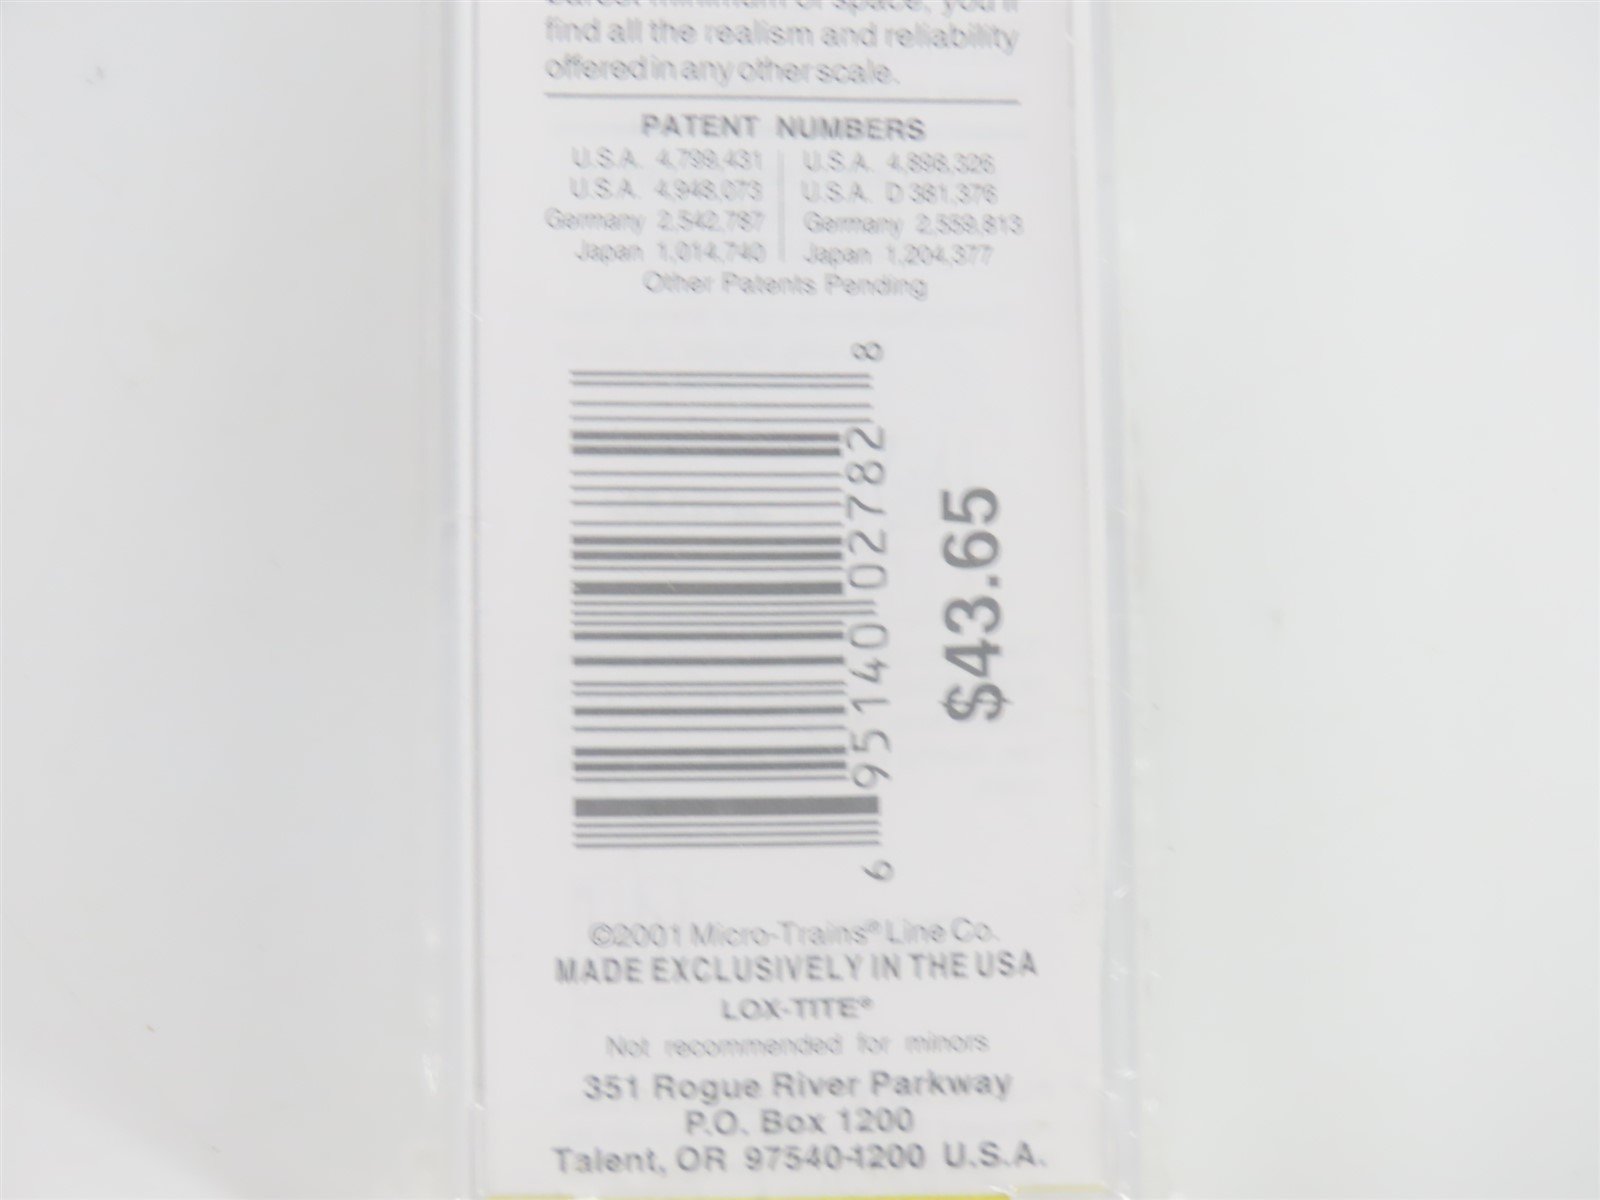 find all the realism and reliability
offered in any other scale.
PATENT NUMBERS
U.S.A. 4,799,431 U.S.A. 4,898,326
U.S.A. 4,948,073 U.S.A. D 381,376
Germany 2,542,787 Germany 2,559,813
Japan 1,014,740 Japan 1,204,377
Other Patents Pending
6 95140 02782 8
$43.65
©2001 Micro-Trains® Line Co.
MADE EXCLUSIVELY IN THE USA
LOX-TITE®
Not recommended for minors
351 Rogue River Parkway
P.O. Box 1200
Talent, OR 97540-1200 U.S.A.